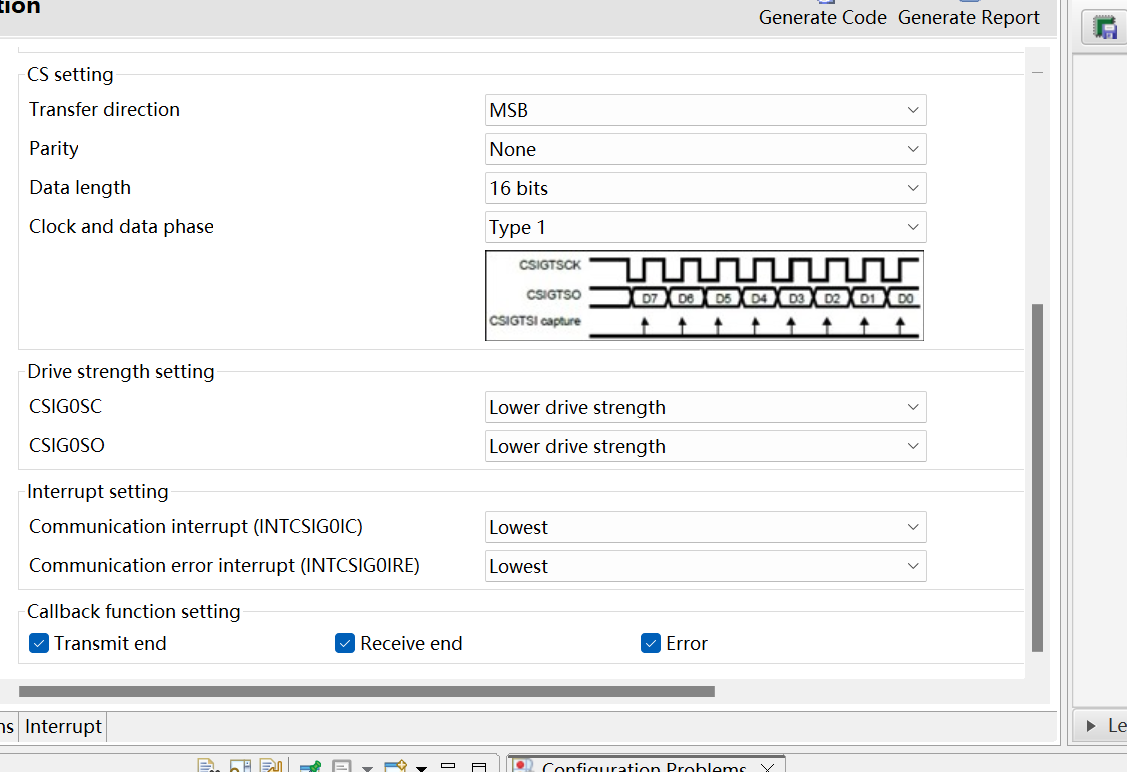 tion
Generate Code Generate Report
CS setting
Transfer direction MSB
Parity None
Data length 16 bits
Clock and data phase Type 1
CSIGTSCK
CSIGTSO D7 D6 D5 D4 D3 D2 D1 D0
CSIGTSI capture
Drive strength setting
CSIG0SC Lower drive strength
CSIG0SO Lower drive strength
Interrupt setting
Communication interrupt (INTCSIG0IC) Lowest
Communication error interrupt (INTCSIG0IRE) Lowest
Callback function setting
Transmit end Receive end Error
ns Interrupt
Le
Configuration Problems